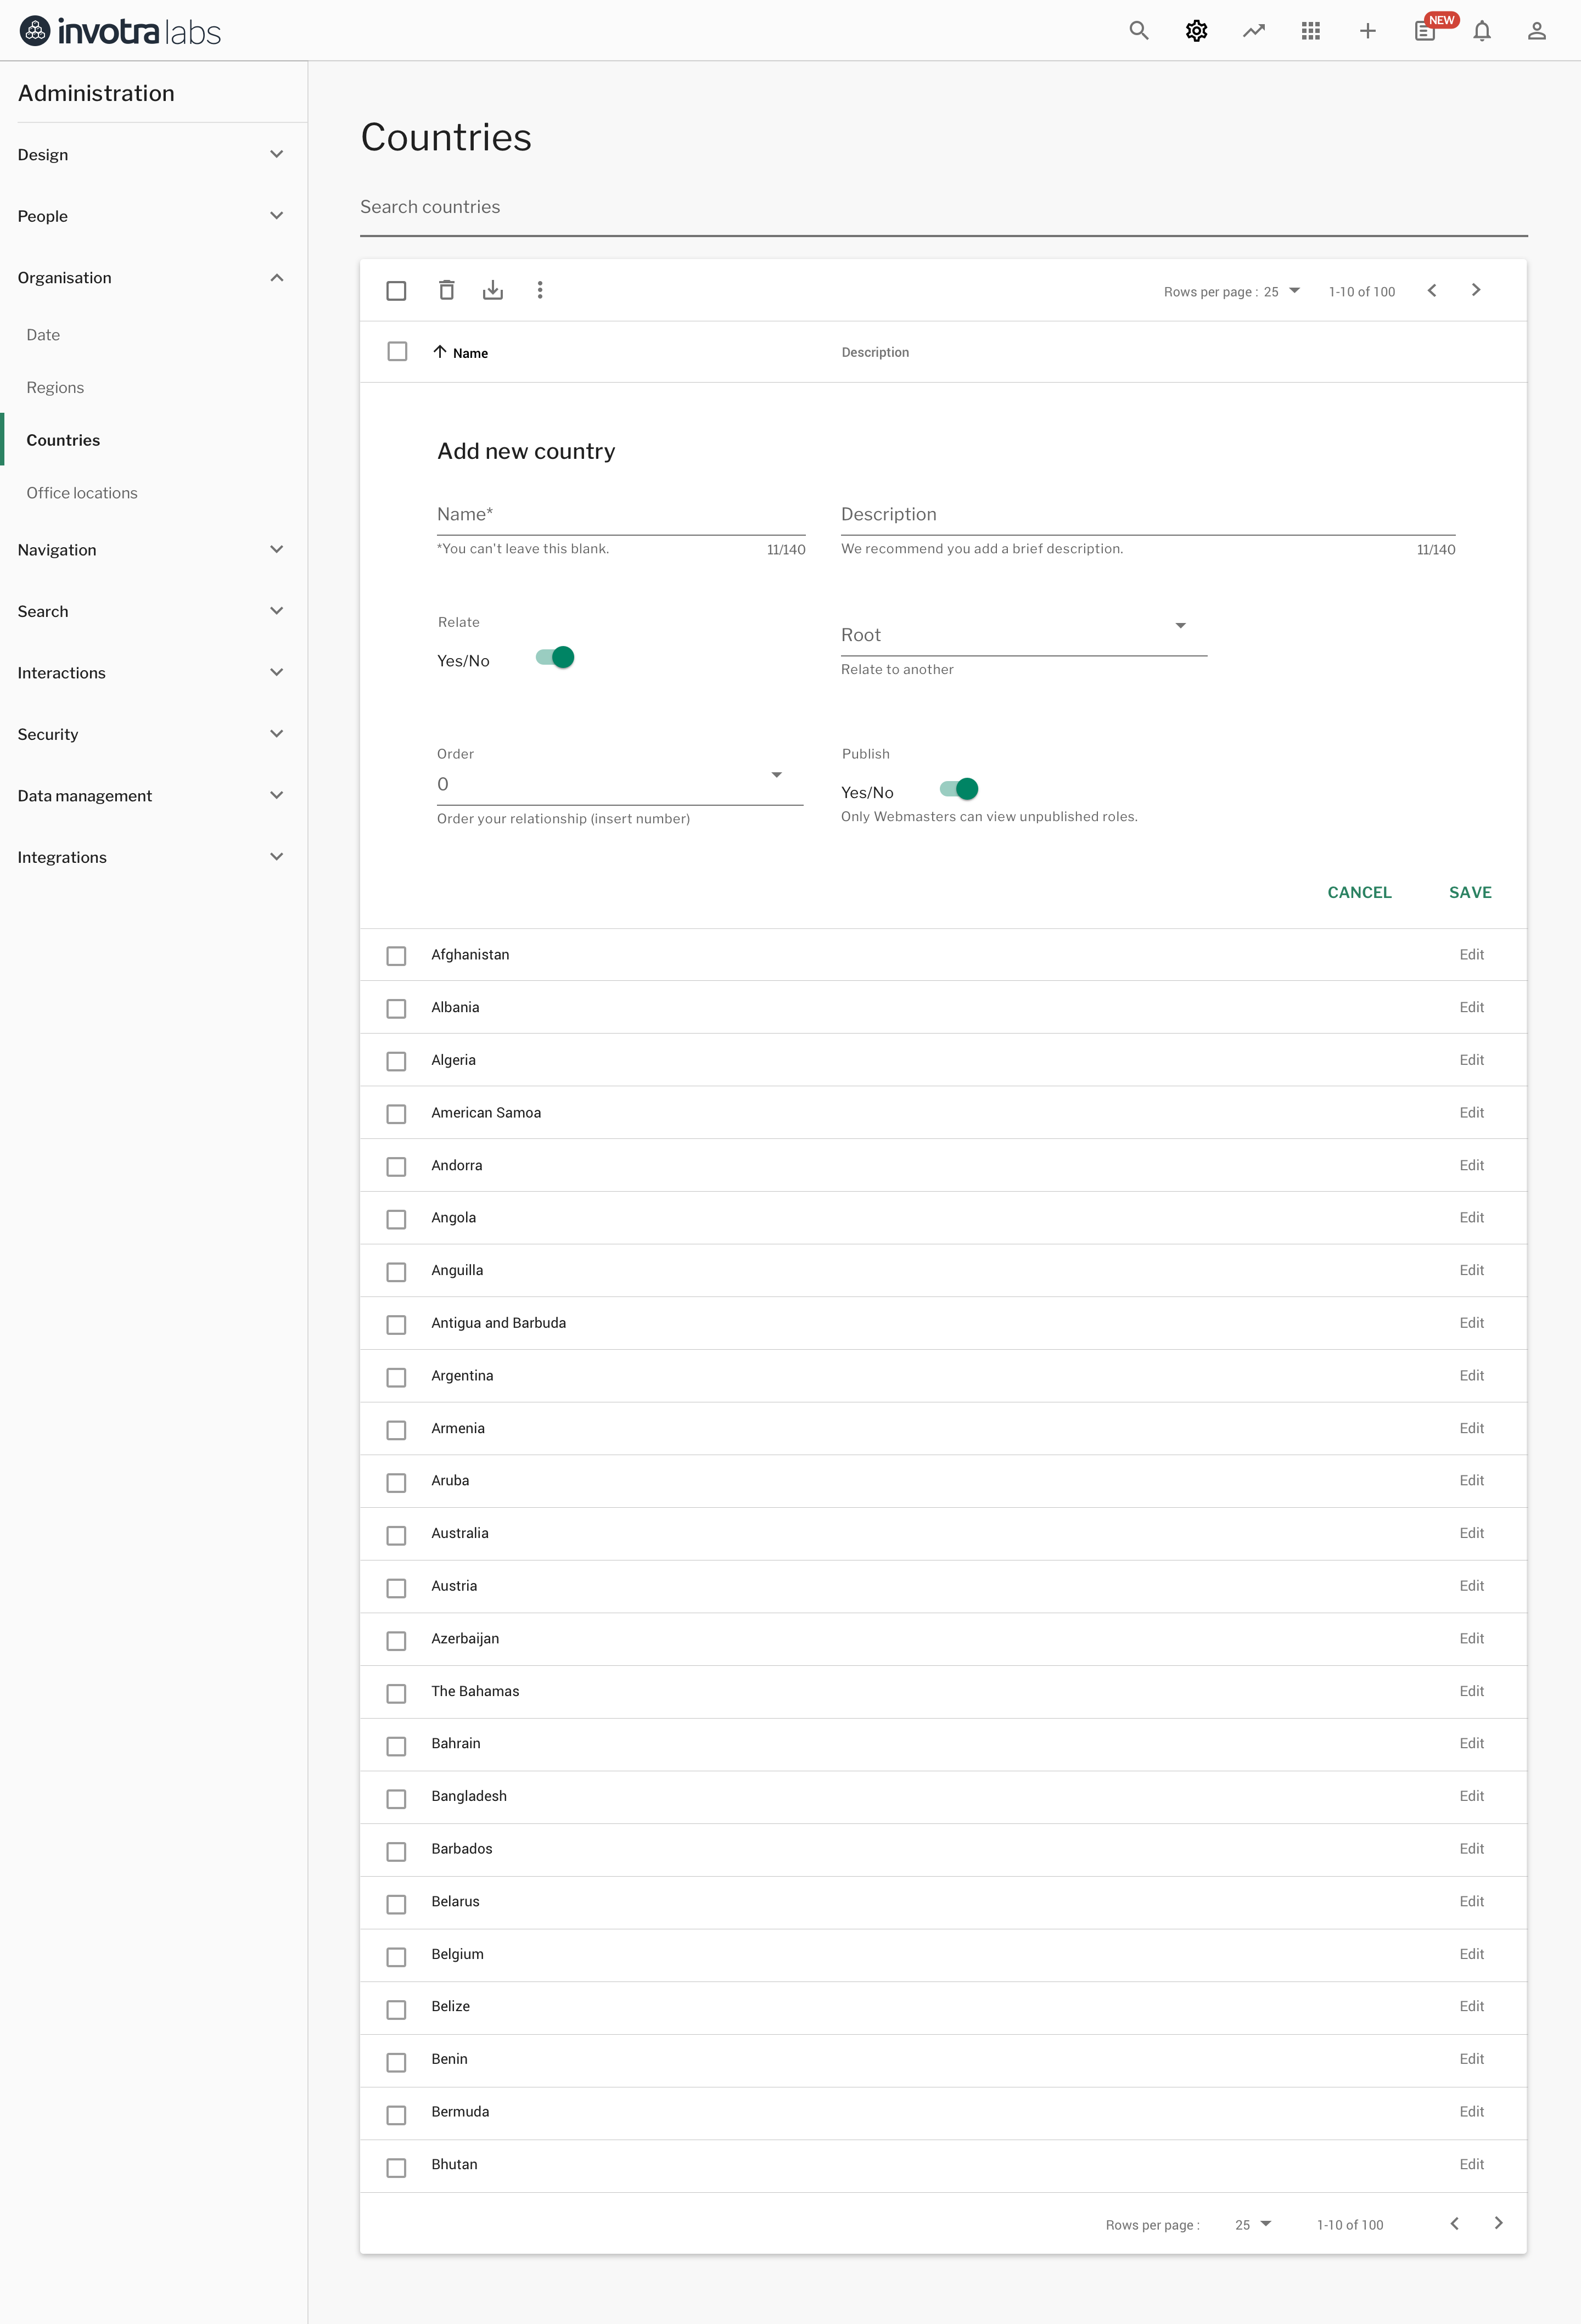 invotra labs
NEW
Administration
Design
People
Organisation
Date
Regions
Countries
Office locations
Navigation
Search
Interactions
Security
Data management
Integrations
Countries
Search countries
Rows per page : 25 1-10 of 100
Name Description
Add new country
Name* Description
*You can't leave this blank. 11/140 We recommend you add a brief description. 11/140
Relate
Yes/No
Root
Relate to another
Order
0
Order your relationship (insert number)
Publish
Yes/No
Only Webmasters can view unpublished roles.
CANCEL SAVE
Afghanistan Edit
Albania Edit
Algeria Edit
American Samoa Edit
Andorra Edit
Angola Edit
Anguilla Edit
Antigua and Barbuda Edit
Argentina Edit
Armenia Edit
Aruba Edit
Australia Edit
Austria Edit
Azerbaijan Edit
The Bahamas Edit
Bahrain Edit
Bangladesh Edit
Barbados Edit
Belarus Edit
Belgium Edit
Belize Edit
Benin Edit
Bermuda Edit
Bhutan Edit
Rows per page : 25 1-10 of 100